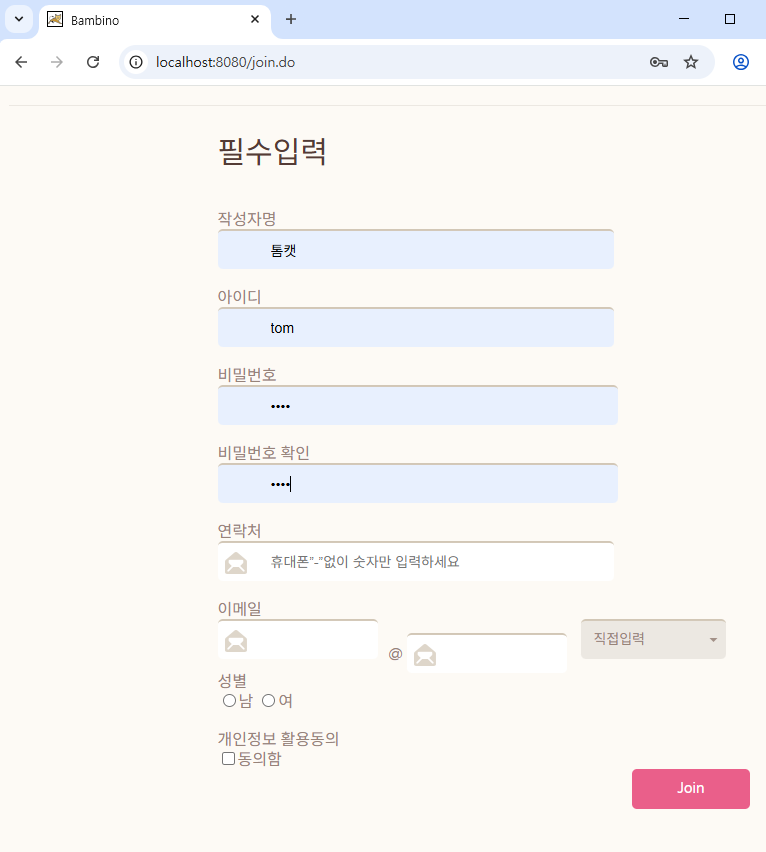 Bambino
localhost:8080/join.do
필수입력
작성자명
톰캣
아이디
tom
비밀번호
••••
비밀번호 확인
••••
연락처
휴대폰"-"없이 숫자만 입력하세요
이메일
@ 직접입력
성별
남 여
개인정보 활용동의
동의함
Join